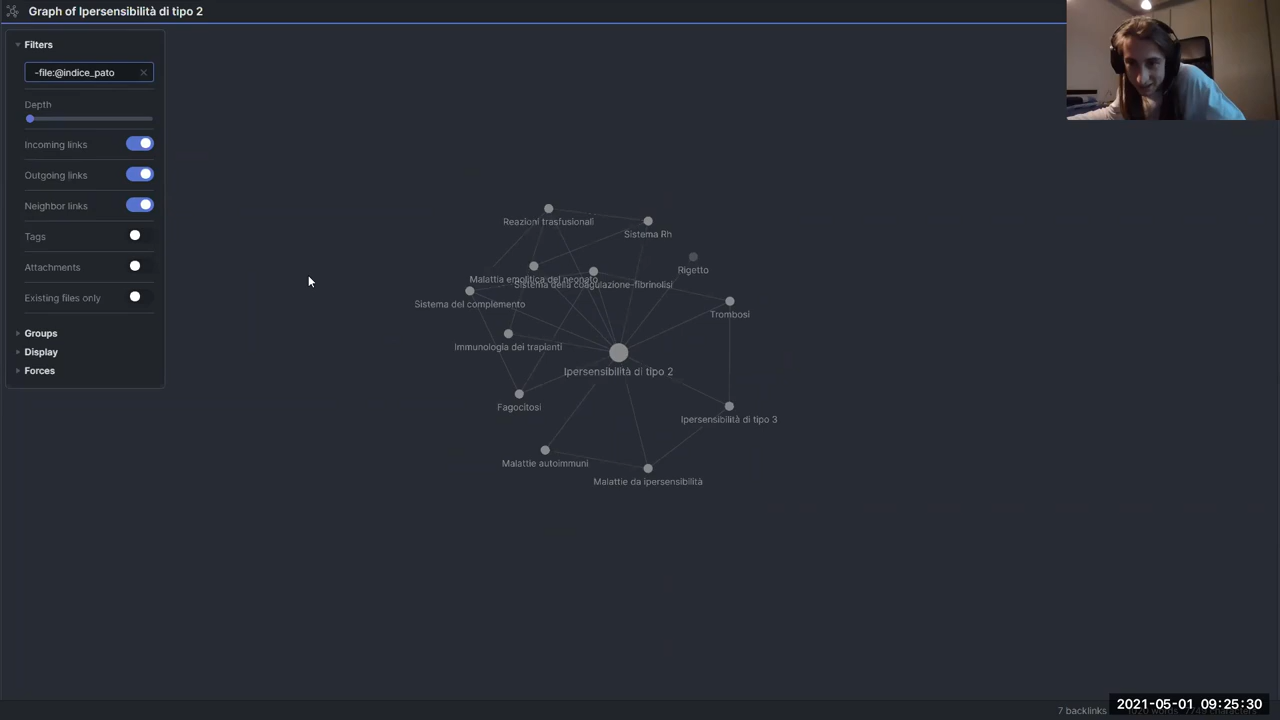 Graph of Ipersensibilità di tipo 2
Filters
-file:@indice_pato
Depth
Incoming links
Outgoing links
Neighbor links
Tags
Attachments
Existing files only
Groups
Display
Forces
Reazioni trasfusionali
Sistema Rh
Rigetto
Malattia emolitica del neonato
Sistema della coagulazione-fibrinolisi
Sistema del complemento
Trombosi
Immunologia dei trapianti
Ipersensibilità di tipo 2
Fagocitosi
Ipersensibilità di tipo 3
Malattie autoimmuni
Malattie da ipersensibilità
7 backlinks
2021-05-01 09:25:30